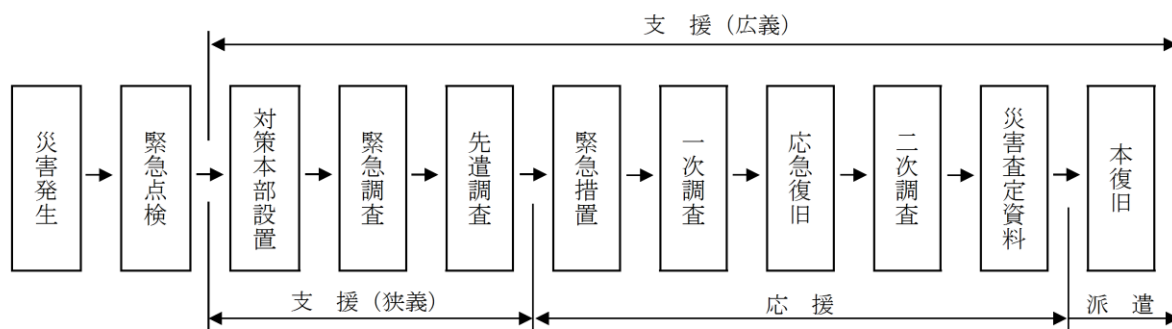 支　援（広義）
災害発生
緊急点検
対策本部設置
緊急調査
先遣調査
緊急措置
一次調査
応急復旧
二次調査
災害査定資料
本復旧
支　援（狭義）
応　援
派　遣